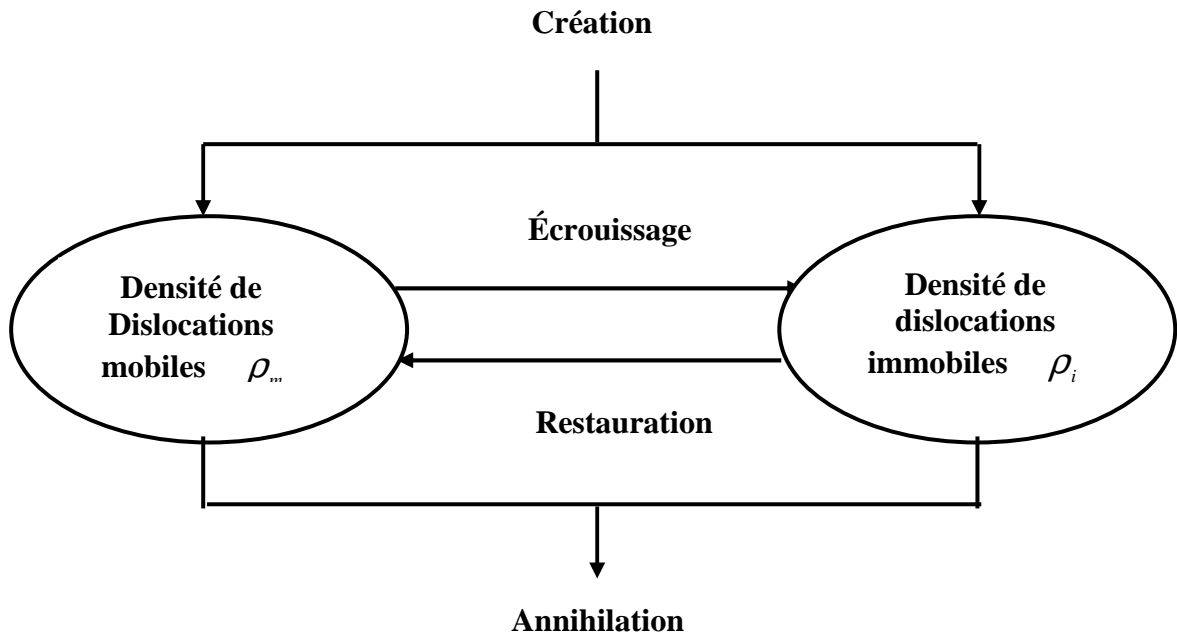 Création
Écrouissage
Densité de
Dislocations
mobiles ρₘ
Densité de
dislocations
immobiles ρᵢ
Restauration
Annihilation